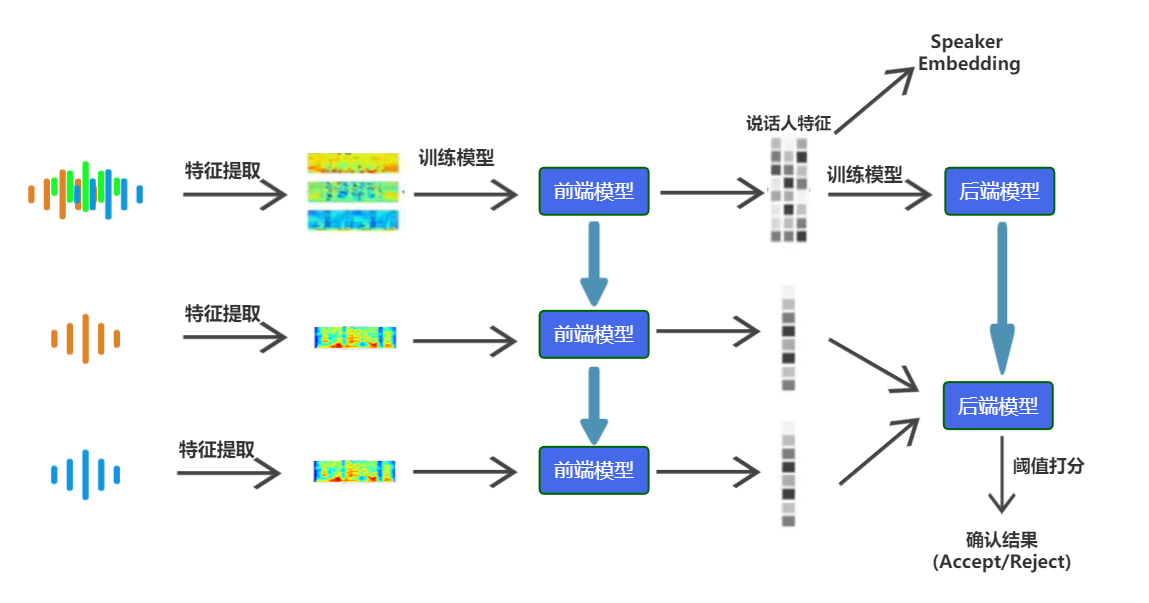 Speaker
Embedding
说话人特征
特征提取
训练模型
前端模型
训练模型
后端模型
特征提取
前端模型
后端模型
特征提取
前端模型
阈值打分
确认结果
(Accept/Reject)